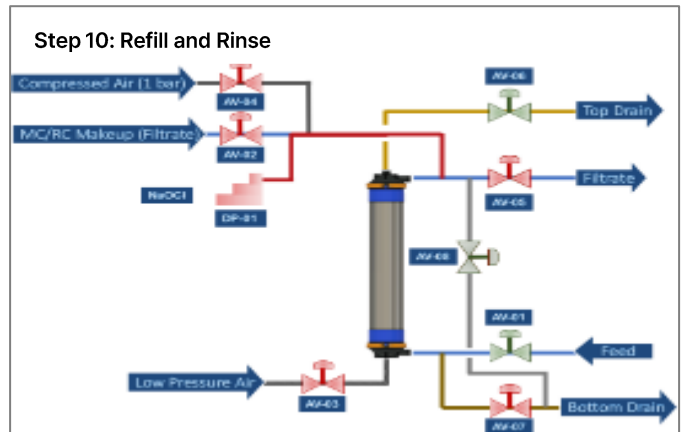 Step 10: Refill and Rinse
Compressed Air (1 bar)
AV-04
MC/RC Makeup (Filtrate)
AV-02
NaOCl
DP-01
AV-06
Top Drain
Filtrate
AV-05
AV-08
AV-01
Feed
Low Pressure Air
AV-03
Bottom Drain
AV-07